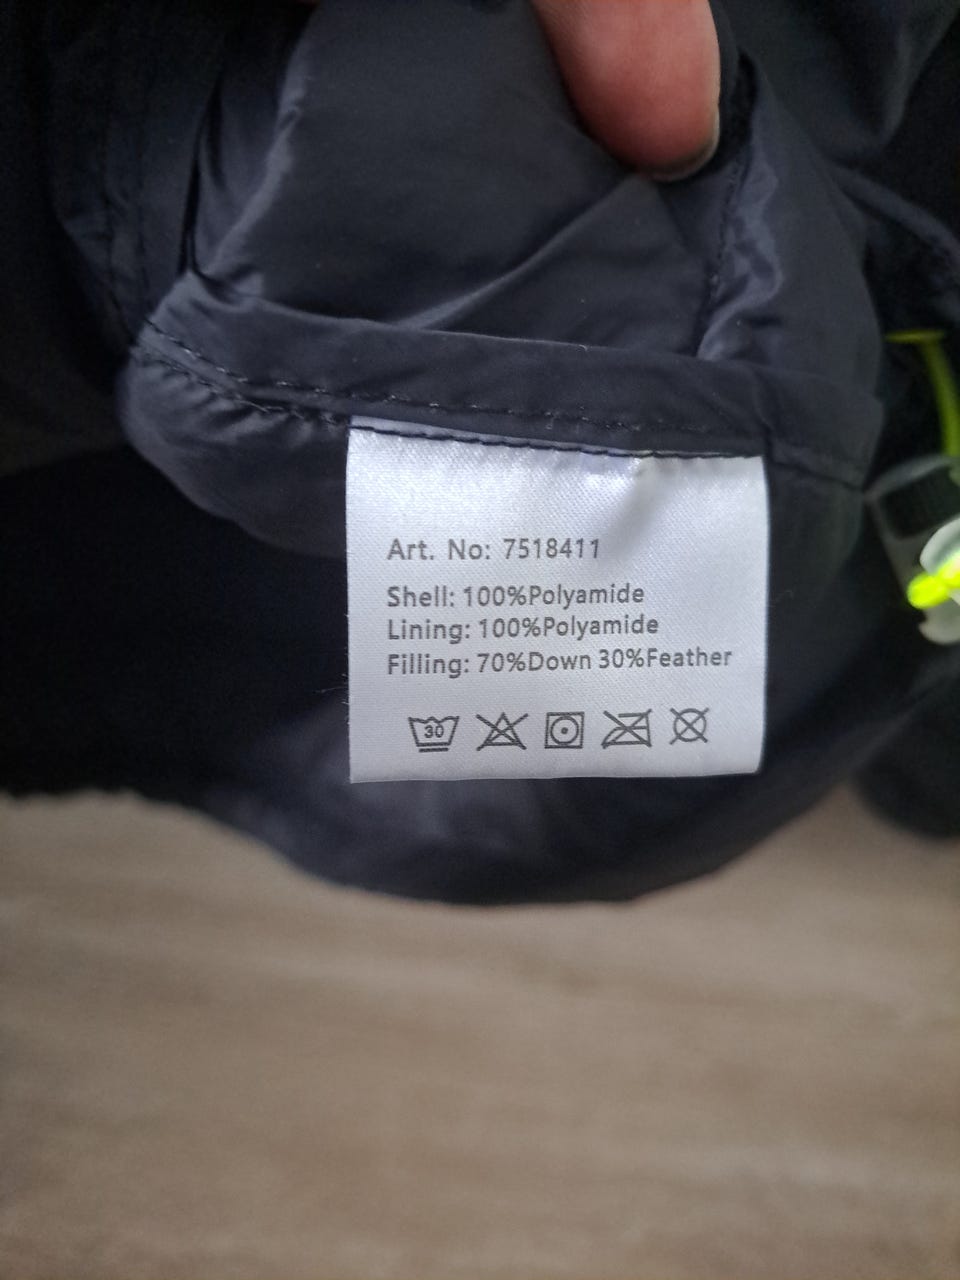 Art. No: 7518411
Shell: 100%Polyamide
Lining: 100%Polyamide
Filling: 70%Down 30%Feather
30